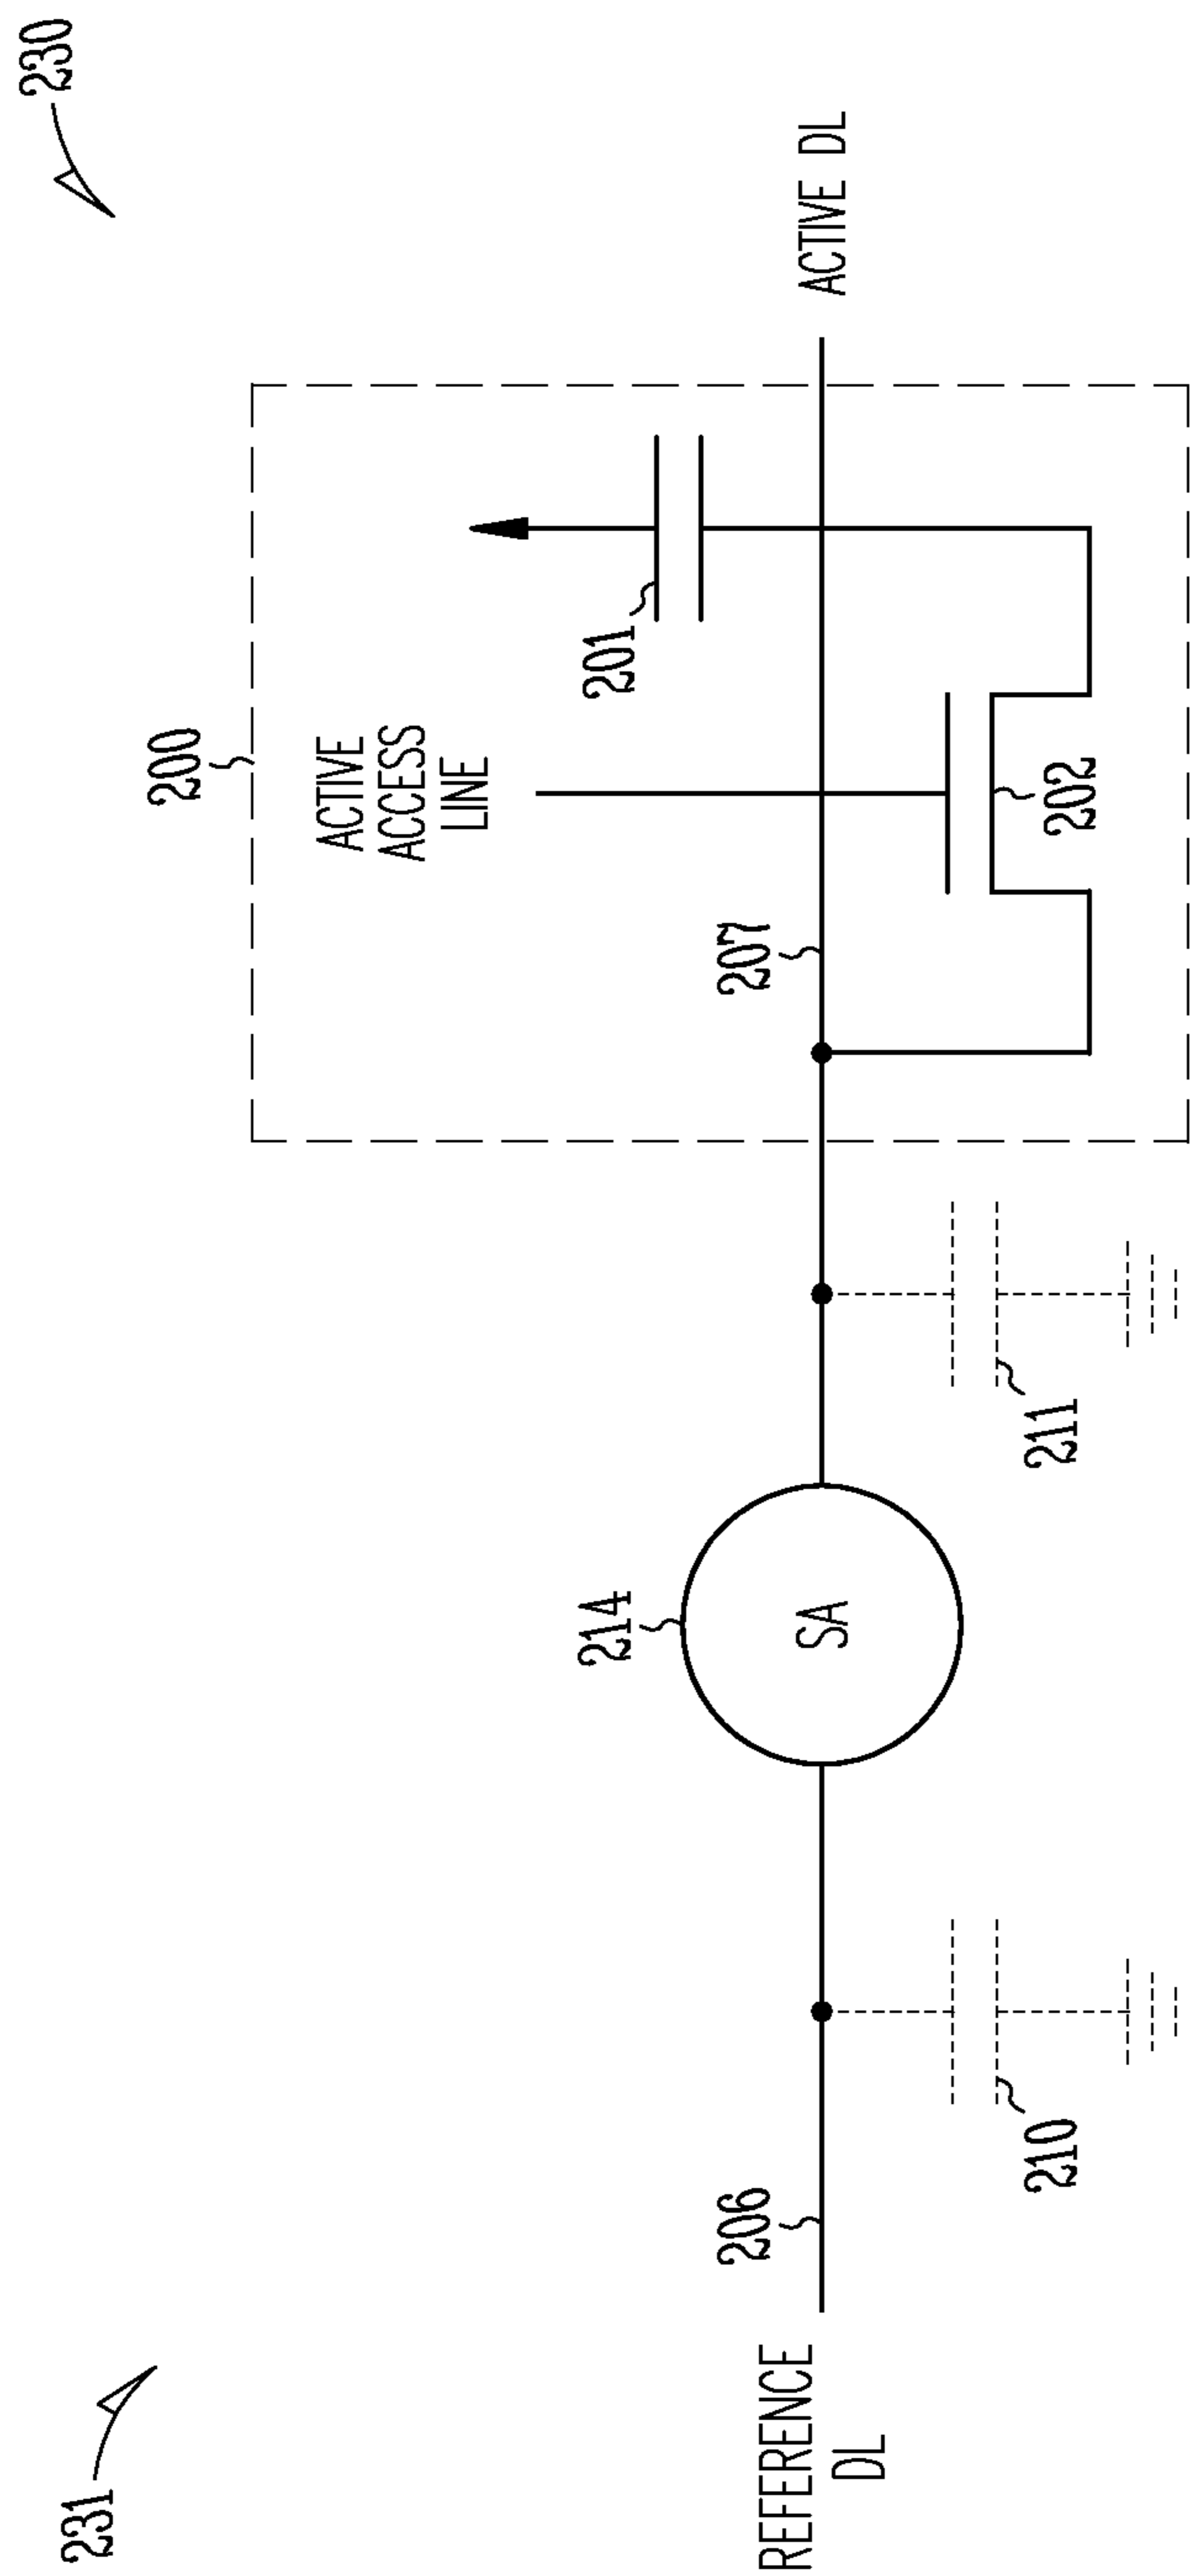 231
230
200
ACTIVE
ACCESS
LINE
201
214
206
207
REFERENCE
DL
SA
ACTIVE DL
210
211
202